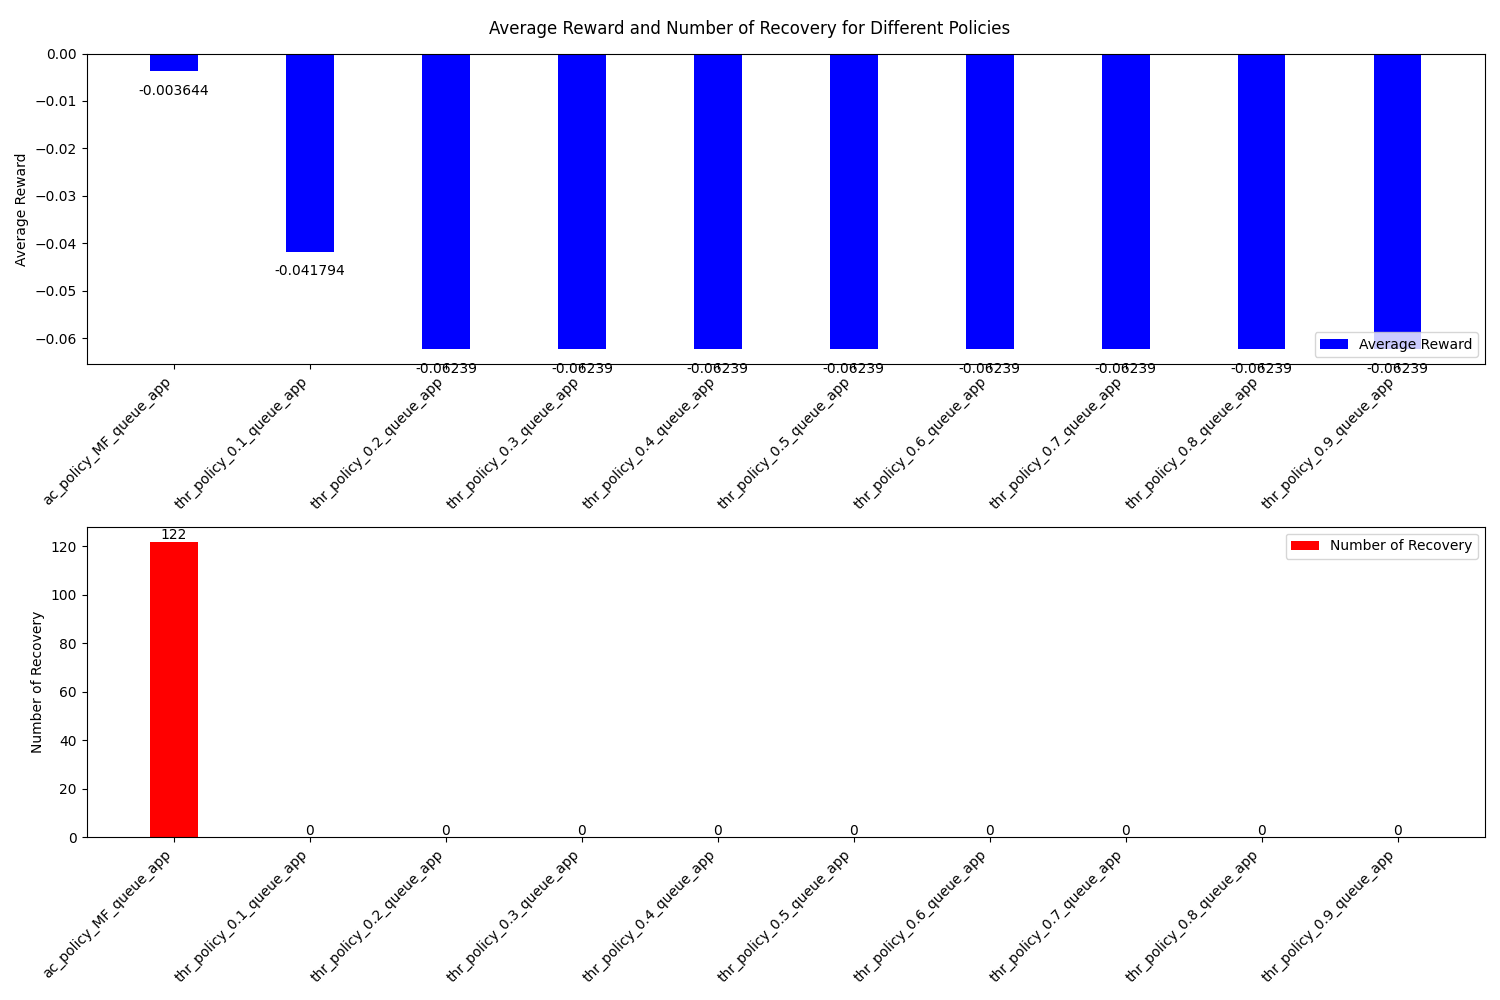 Average Reward and Number of Recovery for Different Policies
Average Reward
0.00
−0.01
−0.02
−0.03
−0.04
−0.05
−0.06
-0.003644
-0.041794
-0.06239
-0.06239
-0.06239
-0.06239
-0.06239
-0.06239
-0.06239
-0.06239
Average Reward
ac_policy_MF_queue_app
thr_policy_0.1_queue_app
thr_policy_0.2_queue_app
thr_policy_0.3_queue_app
thr_policy_0.4_queue_app
thr_policy_0.5_queue_app
thr_policy_0.6_queue_app
thr_policy_0.7_queue_app
thr_policy_0.8_queue_app
thr_policy_0.9_queue_app
Number of Recovery
120
100
80
60
40
20
0
122
0
0
0
0
0
0
0
0
0
Number of Recovery
ac_policy_MF_queue_app
thr_policy_0.1_queue_app
thr_policy_0.2_queue_app
thr_policy_0.3_queue_app
thr_policy_0.4_queue_app
thr_policy_0.5_queue_app
thr_policy_0.6_queue_app
thr_policy_0.7_queue_app
thr_policy_0.8_queue_app
thr_policy_0.9_queue_app